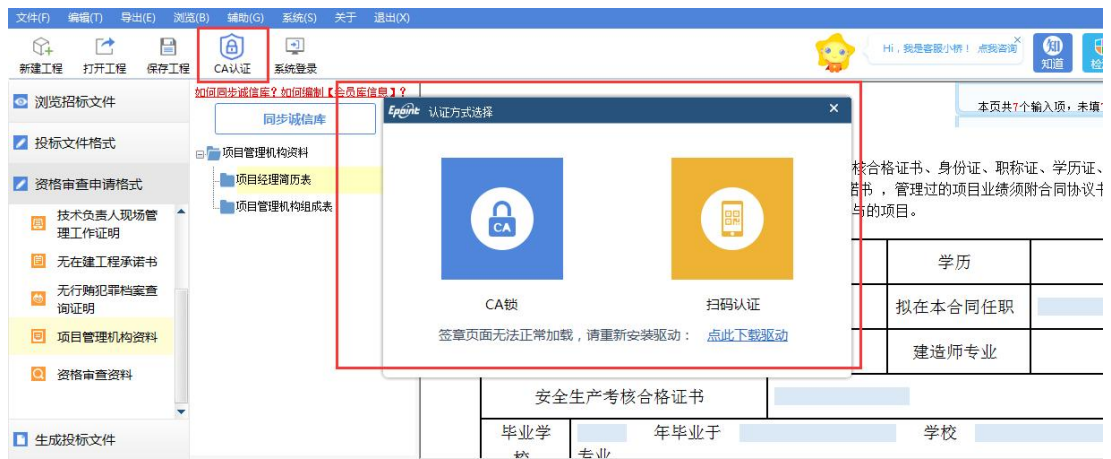 文件(F) 编辑(T) 导出(E) 浏览(B) 辅助(G) 系统(S) 关于 退出(X)
新建工程 打开工程 保存工程 CA认证 系统登录
Hi,我是客服小桥! 点我咨询
知
知道
浏览招标文件
投标文件格式
资格审查申请格式
技术负责人现场管
理工作证明
无在建工程承诺书
无行贿犯罪档案查
询证明
项目管理机构资料
资格审查资料
生成投标文件
如何同步诚信库?如何编制【会员库信息】?
同步诚信库
项目管理机构资料
项目经理简历表
项目管理机构组成表
Epoint 认证方式选择
CA
CA锁 扫码认证
签章页面无法正常加载,请重新安装驱动: 点此下载驱动
本页共7个输入项,未填
核合格证书、身份证、职称证、学历证、
诺书,管理过的项目业绩须附合同协议书
与的项目。
学历
拟在本合同任职
建造师专业
安全生产考核合格证书
毕业学 年毕业于 学校
校 专业